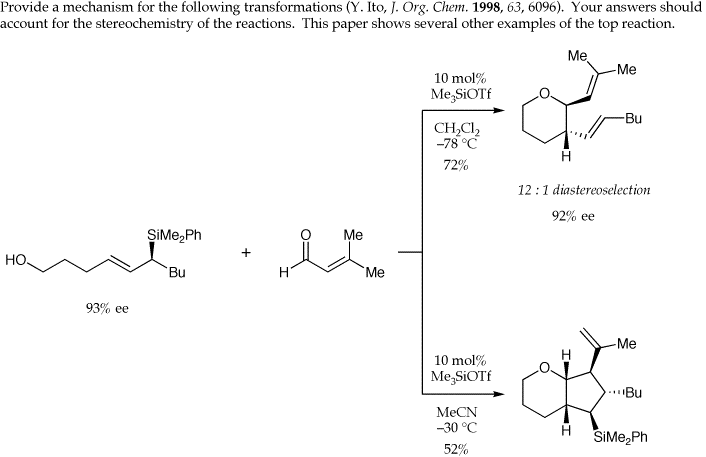 Provide a mechanism for the following transformations (Y. Ito, J. Org. Chem. 1998, 63, 6096).  Your answers should
account for the stereochemistry of the reactions.  This paper shows several other examples of the top reaction.
10 mol%
Me3SiOTf
CH2Cl2
–78 °C
72%
Me
Me
O
Bu
H
12 : 1 diastereoselection
92% ee
SiMe2Ph
HO
Bu
93% ee
+
O
Me
H
Me
10 mol%
Me3SiOTf
MeCN
–30 °C
52%
H
Me
O
Bu
H
SiMe2Ph